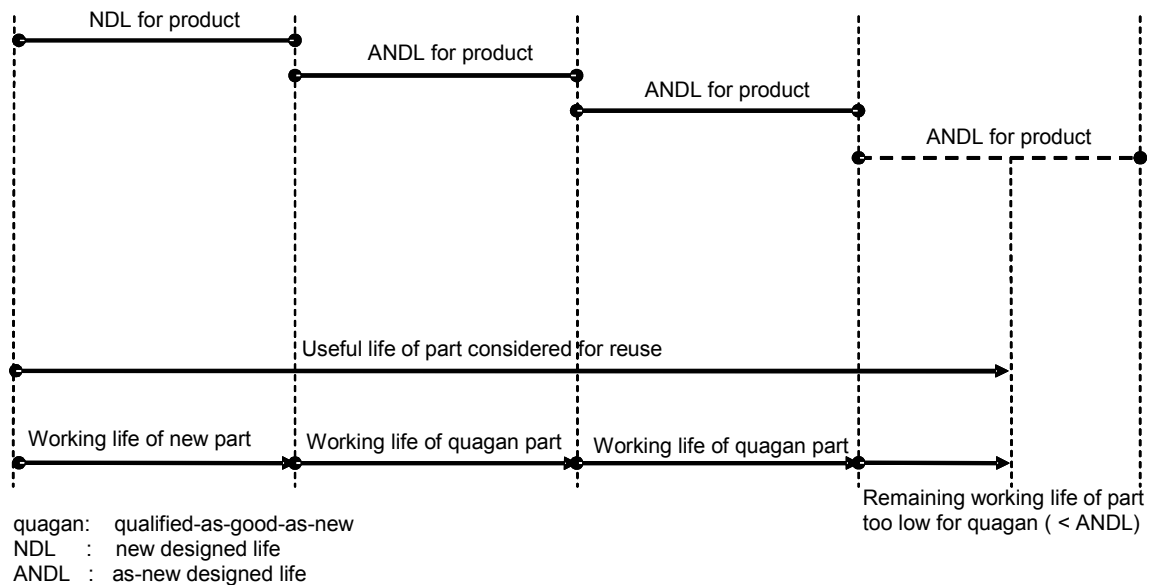 NDL for product
ANDL for product
ANDL for product
ANDL for product
Useful life of part considered for reuse
Working life of new part
Working life of quagan part
Working life of quagan part
Remaining working life of part
too low for quagan ( < ANDL)
quagan: qualified-as-good-as-new
NDL : new designed life
ANDL : as-new designed life